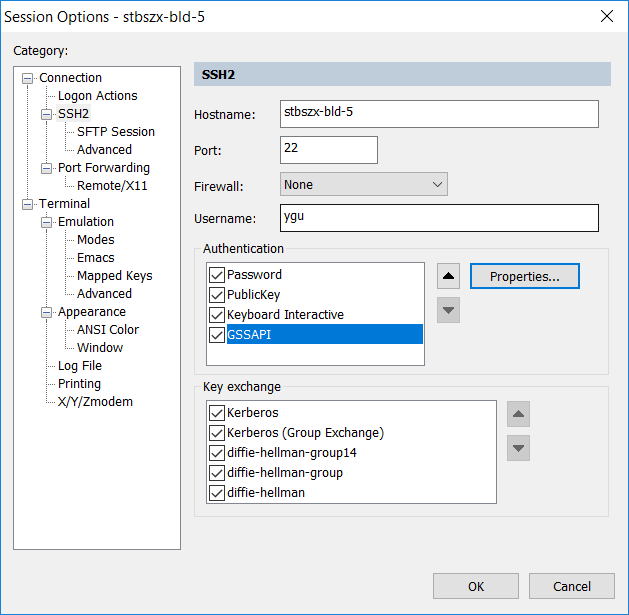 Session Options - stbszx-bld-5
Category:
Connection
Logon Actions
SSH2
SFTP Session
Advanced
Port Forwarding
Remote/X11
Terminal
Emulation
Modes
Emacs
Mapped Keys
Advanced
Appearance
ANSI Color
Window
Log File
Printing
X/Y/Zmodem
SSH2
Hostname: stbszx-bld-5
Port: 22
Firewall: None
Username: ygu
Authentication
Password
PublicKey
Keyboard Interactive
GSSAPI
Properties...
Key exchange
Kerberos
Kerberos (Group Exchange)
diffie-hellman-group14
diffie-hellman-group
diffie-hellman
OK Cancel